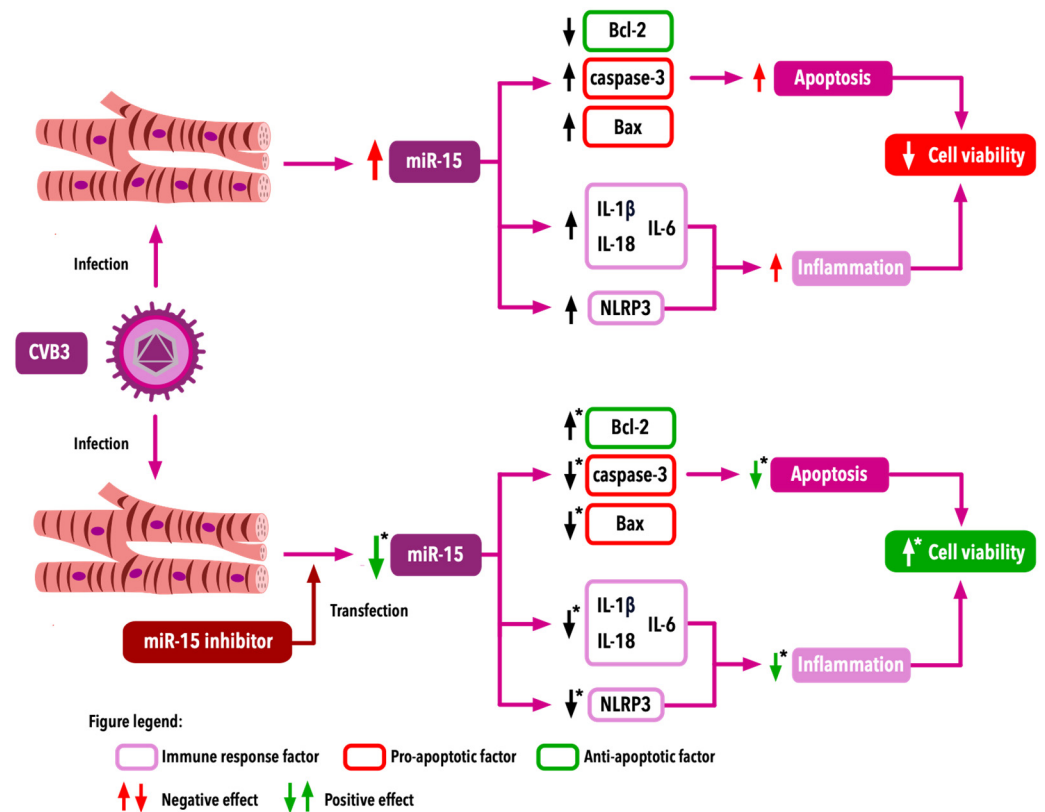 Bcl-2
caspase-3
Apoptosis
Bax
miR-15
Cell viability
IL-1β
IL-6
IL-18
Infection
Inflammation
NLRP3
CVB3
* Bcl-2
Infection
* caspase-3
* Apoptosis
* Bax
* miR-15
* Cell viability
Transfection
IL-1β
* IL-6
IL-18
miR-15 inhibitor
* Inflammation
* NLRP3
Figure legend:
Immune response factor
Pro-apoptotic factor
Anti-apoptotic factor
Negative effect
Positive effect